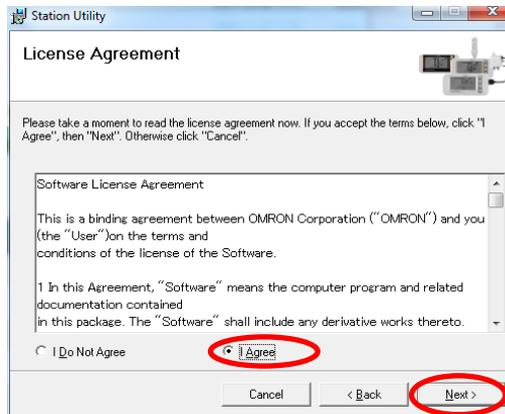 Station Utility
License Agreement
Please take a moment to read the license agreement now. If you accept the terms below, click "I
Agree", then "Next". Otherwise click "Cancel".
Software License Agreement
This is a binding agreement between OMRON Corporation ("OMRON") and you
(the "User")on the terms and
conditions of the license of the Software.
1 In this Agreement, "Software" means the computer program and related
documentation contained
in this package. The "Software" shall include any derivative works thereto.
I Do Not Agree
I Agree
Cancel
< Back
Next >